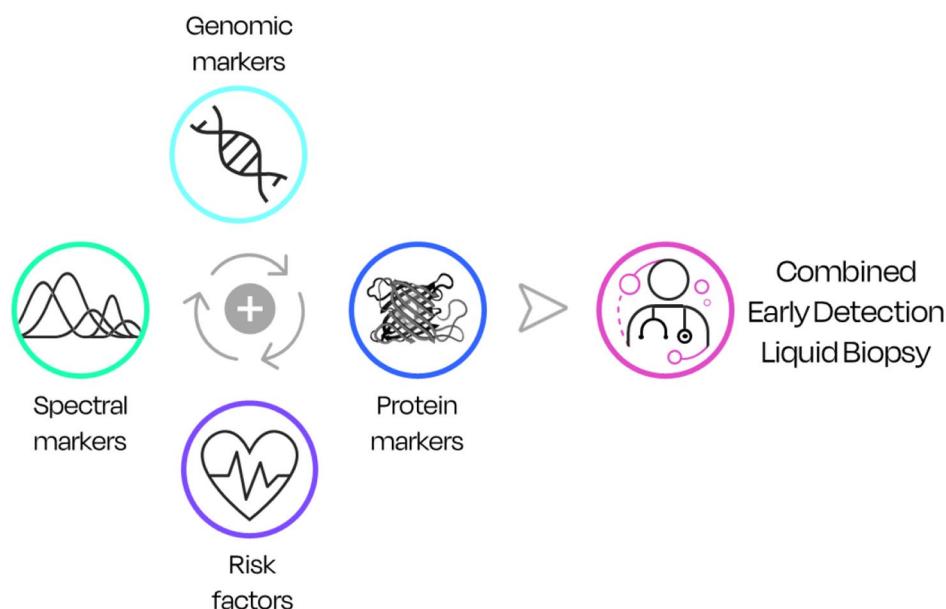 Genomic
markers
Spectral
markers
Protein
markers
Risk
factors
Combined
Early Detection
Liquid Biopsy